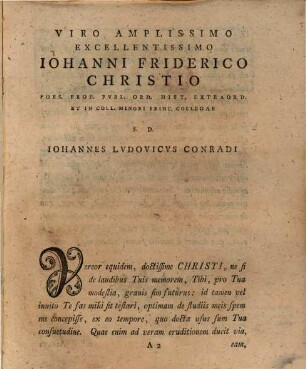 VIRO AMPLISSIMO
EXCELLENTISSIMO
IOHANNI FRIDERICO
CHRISTIO
POES. PROF. PVBL. ORD. HIST. EXTRAORD.
ET IN COLL. MINORI PRINC. COLLEGAE
S. D.
IOHANNES LVDOVICVS CONRADI
Vereor equidem, doctissime CHRISTI, ne si
de laudibus Tuis memorem, Tibi, pro Tua
modestia, grauis sim futurus: id tamen vel
inuito Te fas mihi sit testari, optimam de studiis meis spem
me concepisse, ex eo tempore, quo docta usus sum Tua
consuetudine. Quae enim ad veram eruditionem ducit via,
A 2 eam,